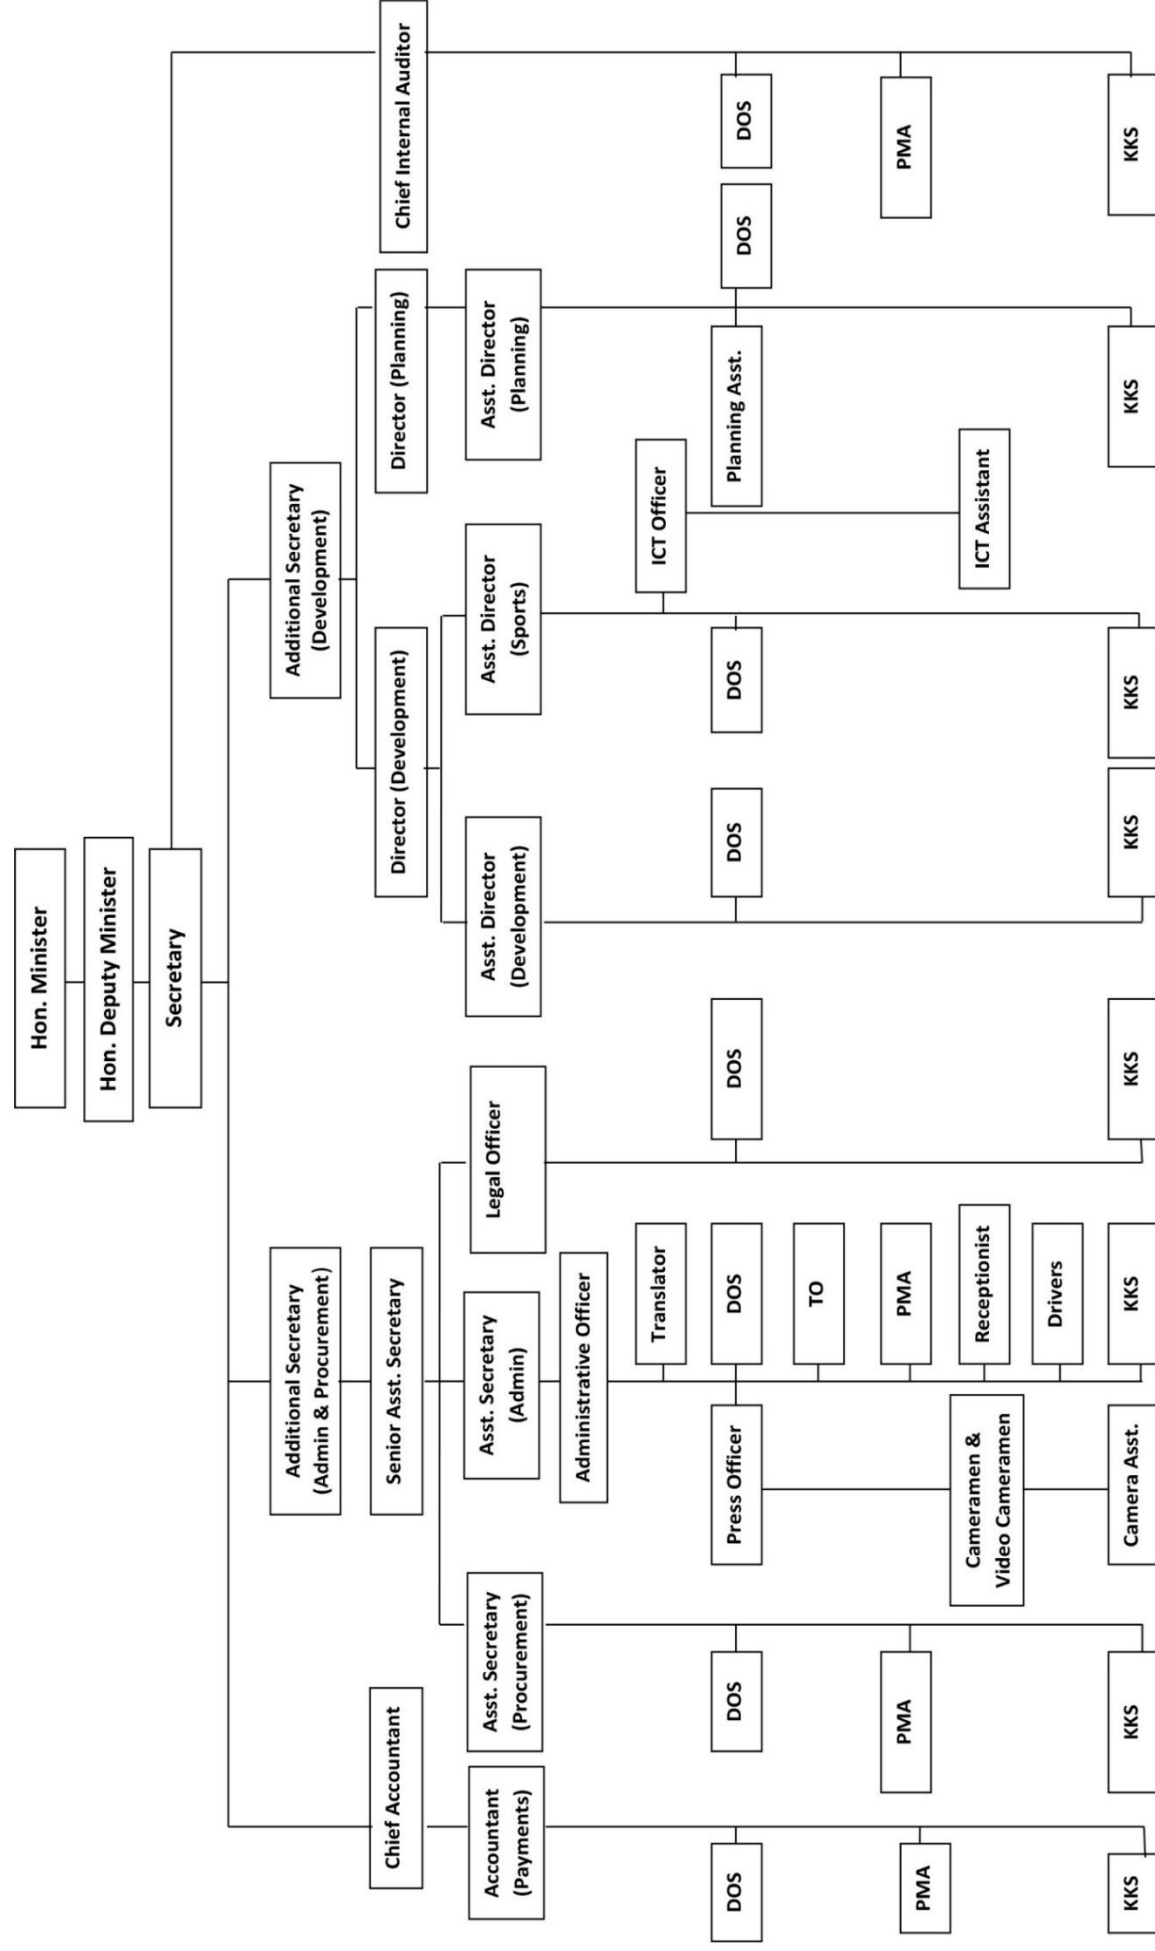 Hon. Minister
Hon. Deputy Minister
Secretary
Additional Secretary
(Admin & Procurement)
Additional Secretary
(Development)
Chief Accountant
Senior Asst. Secretary
Director (Development)
Director (Planning)
Chief Internal Auditor
Accountant
(Payments)
Asst. Secretary
(Procurement)
Asst. Secretary
(Admin)
Legal Officer
Asst. Director
(Development)
Asst. Director
(Sports)
Asst. Director
(Planning)
Administrative Officer
Translator
ICT Officer
DOS
DOS
Press Officer
DOS
DOS
DOS
DOS
Planning Asst.
DOS
DOS
TO
PMA
PMA
PMA
PMA
Cameramen &
Video Cameramen
Receptionist
ICT Assistant
Drivers
KKS
KKS
Camera Asst.
KKS
KKS
KKS
KKS
KKS
KKS